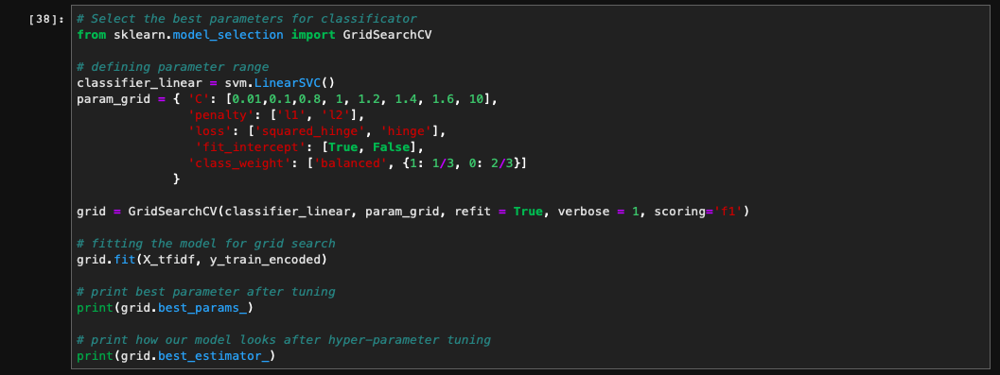 [38]: # Select the best parameters for classificator
from sklearn.model_selection import GridSearchCV
# defining parameter range
classifier_linear = svm.LinearSVC()
param_grid = { 'C': [0.01,0.1,0.8, 1, 1.2, 1.4, 1.6, 10],
'penalty': ['l1', 'l2'],
'loss': ['squared_hinge', 'hinge'],
'fit_intercept': [True, False],
'class_weight': ['balanced', {1: 1/3, 0: 2/3}]
}
grid = GridSearchCV(classifier_linear, param_grid, refit = True, verbose = 1, scoring='f1')
# fitting the model for grid search
grid.fit(X_tfidf, y_train_encoded)
# print best parameter after tuning
print(grid.best_params_)
# print how our model looks after hyper-parameter tuning
print(grid.best_estimator_)